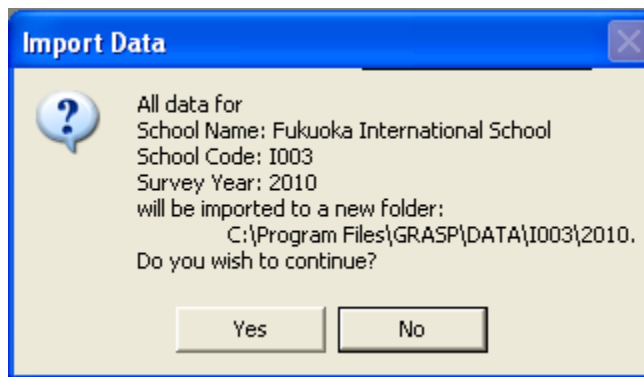 Import Data
All data for
School Name: Fukuoka International School
School Code: I003
Survey Year: 2010
will be imported to a new folder:
C:\Program Files\GRASP\DATA\I003\2010.
Do you wish to continue?
Yes
No